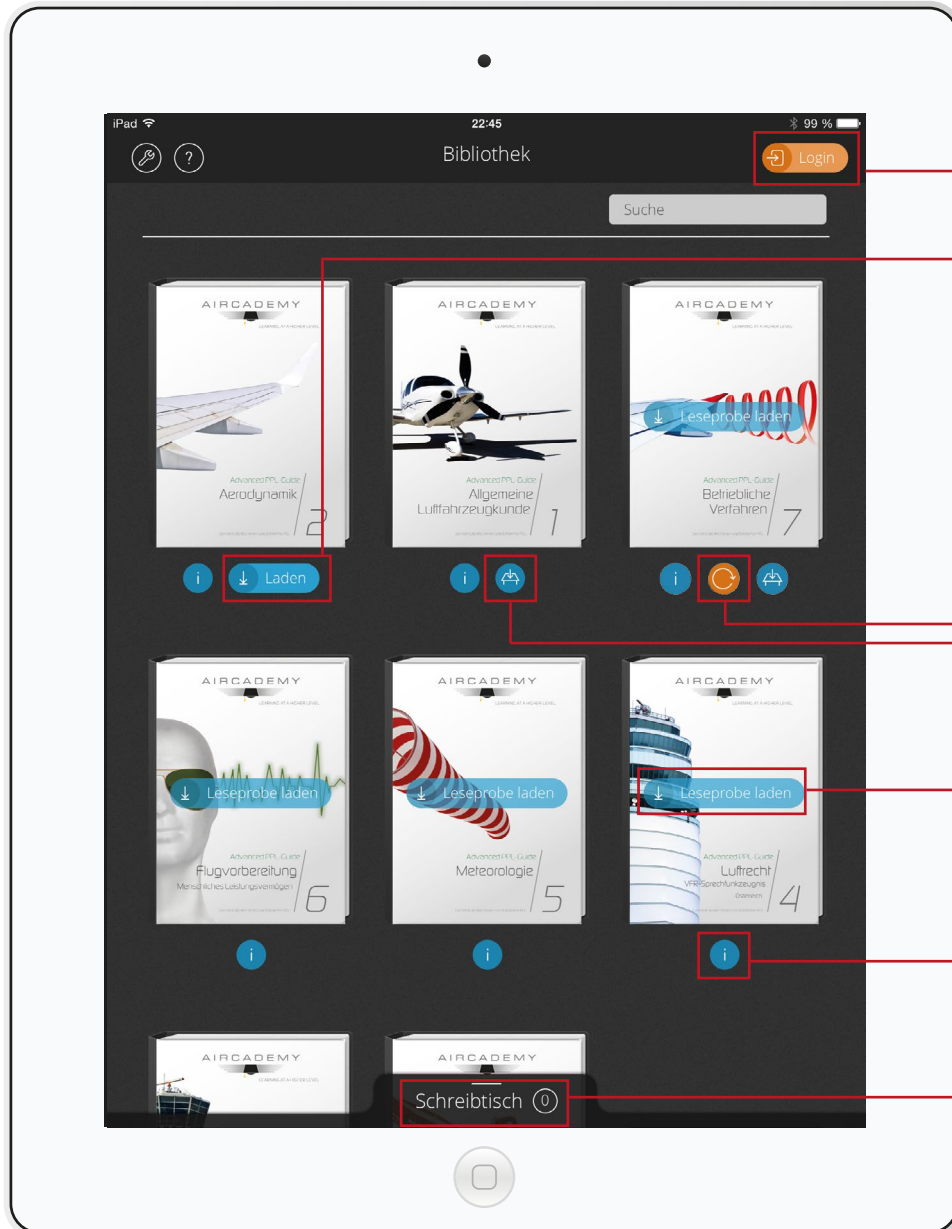 iPad
22:45
99 %
?
Bibliothek
Login
Suche
AIRCADEMY
LEARNING AT A HIGHER LEVEL
Advanced PPL-Guide
Aerodynamik
2
i
Laden
AIRCADEMY
LEARNING AT A HIGHER LEVEL
Advanced PPL-Guide
Allgemeine
Luftfahrzeugkunde
1
i
AIRCADEMY
LEARNING AT A HIGHER LEVEL
Leseprobe laden
Advanced PPL-Guide
Betriebliche
Verfahren
7
i
AIRCADEMY
LEARNING AT A HIGHER LEVEL
Leseprobe laden
Advanced PPL-Guide
Flugvorbereitung
Menschliches Leistungsvermögen
6
i
AIRCADEMY
LEARNING AT A HIGHER LEVEL
Leseprobe laden
Advanced PPL-Guide
Meteorologie
5
i
AIRCADEMY
LEARNING AT A HIGHER LEVEL
Leseprobe laden
Advanced PPL-Guide
Luftrecht
VFR-Sprechfunkzeugnis
Österreich
4
i
AIRCADEMY
LEARNING AT A HIGHER LEVEL
AIRCADEMY
LEARNING AT A HIGHER LEVEL
Schreibtisch 0